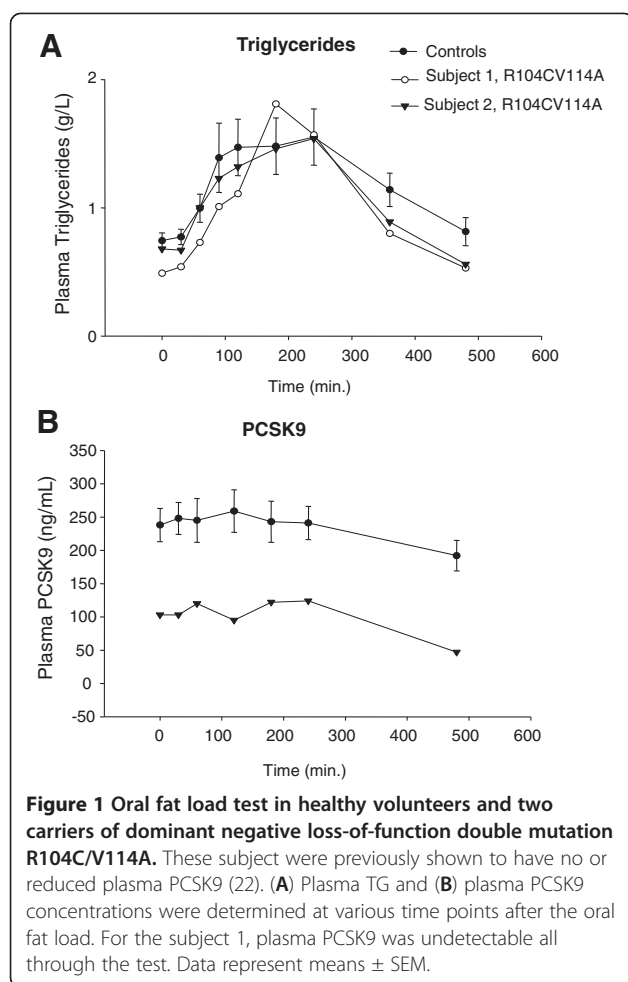 A
Triglycerides
Controls
Subject 1, R104CV114A
Subject 2, R104CV114A
Plasma Triglycerides (g/L)
2
1
0
0 100 200 300 400 500 600
Time (min.)
B
PCSK9
Plasma PCSK9 (ng/mL)
350
300
250
200
150
100
50
0
-50
0 100 200 300 400 500 600
Time (min.)
Figure 1 Oral fat load test in healthy volunteers and two
carriers of dominant negative loss-of-function double mutation
R104C/V114A. These subject were previously shown to have no or
reduced plasma PCSK9 (22). (A) Plasma TG and (B) plasma PCSK9
concentrations were determined at various time points after the oral
fat load. For the subject 1, plasma PCSK9 was undetectable all
through the test. Data represent means ± SEM.